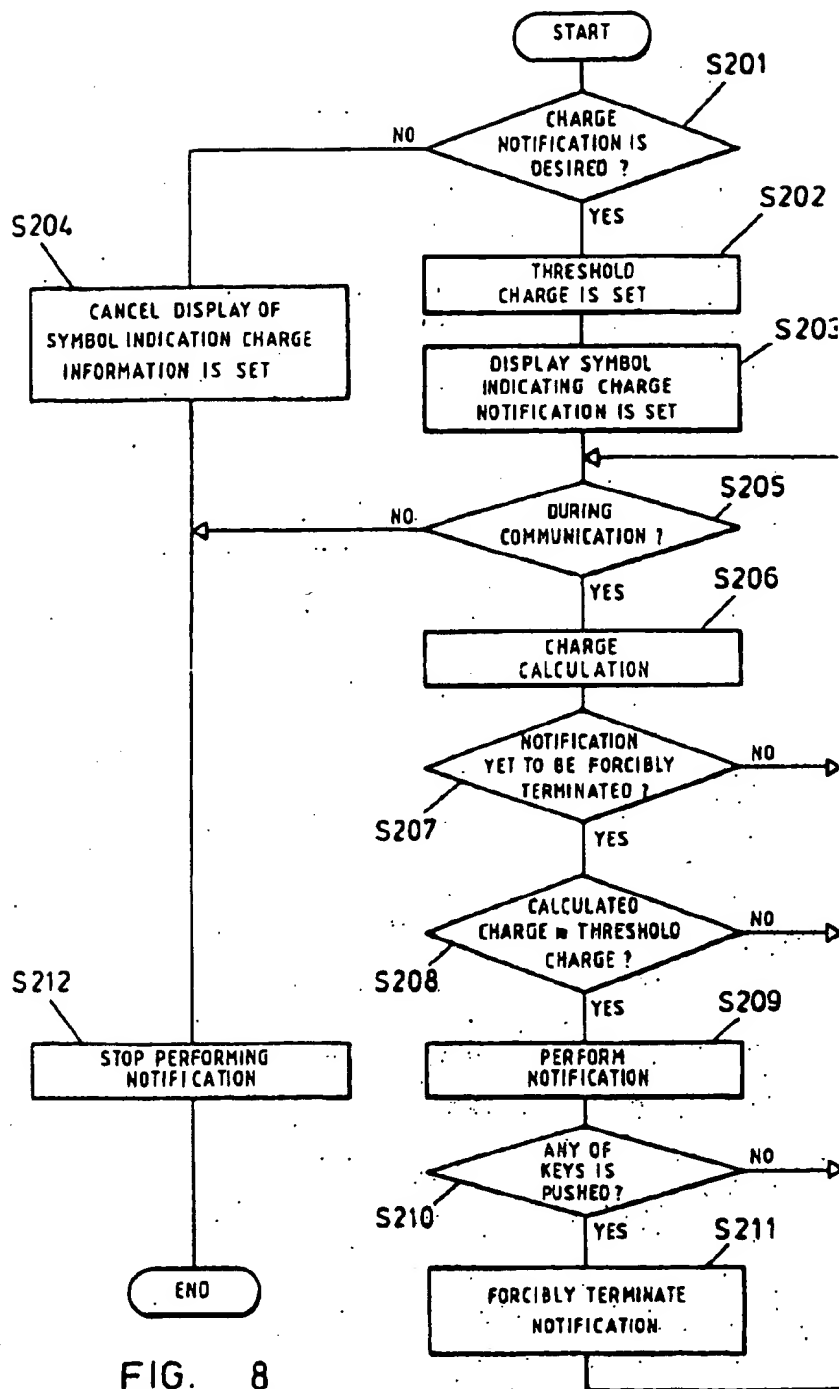 START
S201
CHARGE
NOTIFICATION IS
DESIRED ?
NO
YES
S202
THRESHOLD
CHARGE IS SET
S204
CANCEL DISPLAY OF
SYMBOL INDICATION CHARGE
INFORMATION IS SET
S203
DISPLAY SYMBOL
INDICATING CHARGE
NOTIFICATION IS SET
S205
DURING
COMMUNICATION ?
NO
YES
S206
CHARGE
CALCULATION
NOTIFICATION
YET TO BE FORCIBLY
TERMINATED ?
NO
S207
YES
CALCULATED
CHARGE ≈ THRESHOLD
CHARGE ?
NO
S208
YES
S212
STOP PERFORMING
NOTIFICATION
S209
PERFORM
NOTIFICATION
ANY OF
KEYS IS
PUSHED ?
NO
S210
YES
S211
FORCIBLY TERMINATE
NOTIFICATION
END
FIG. 8